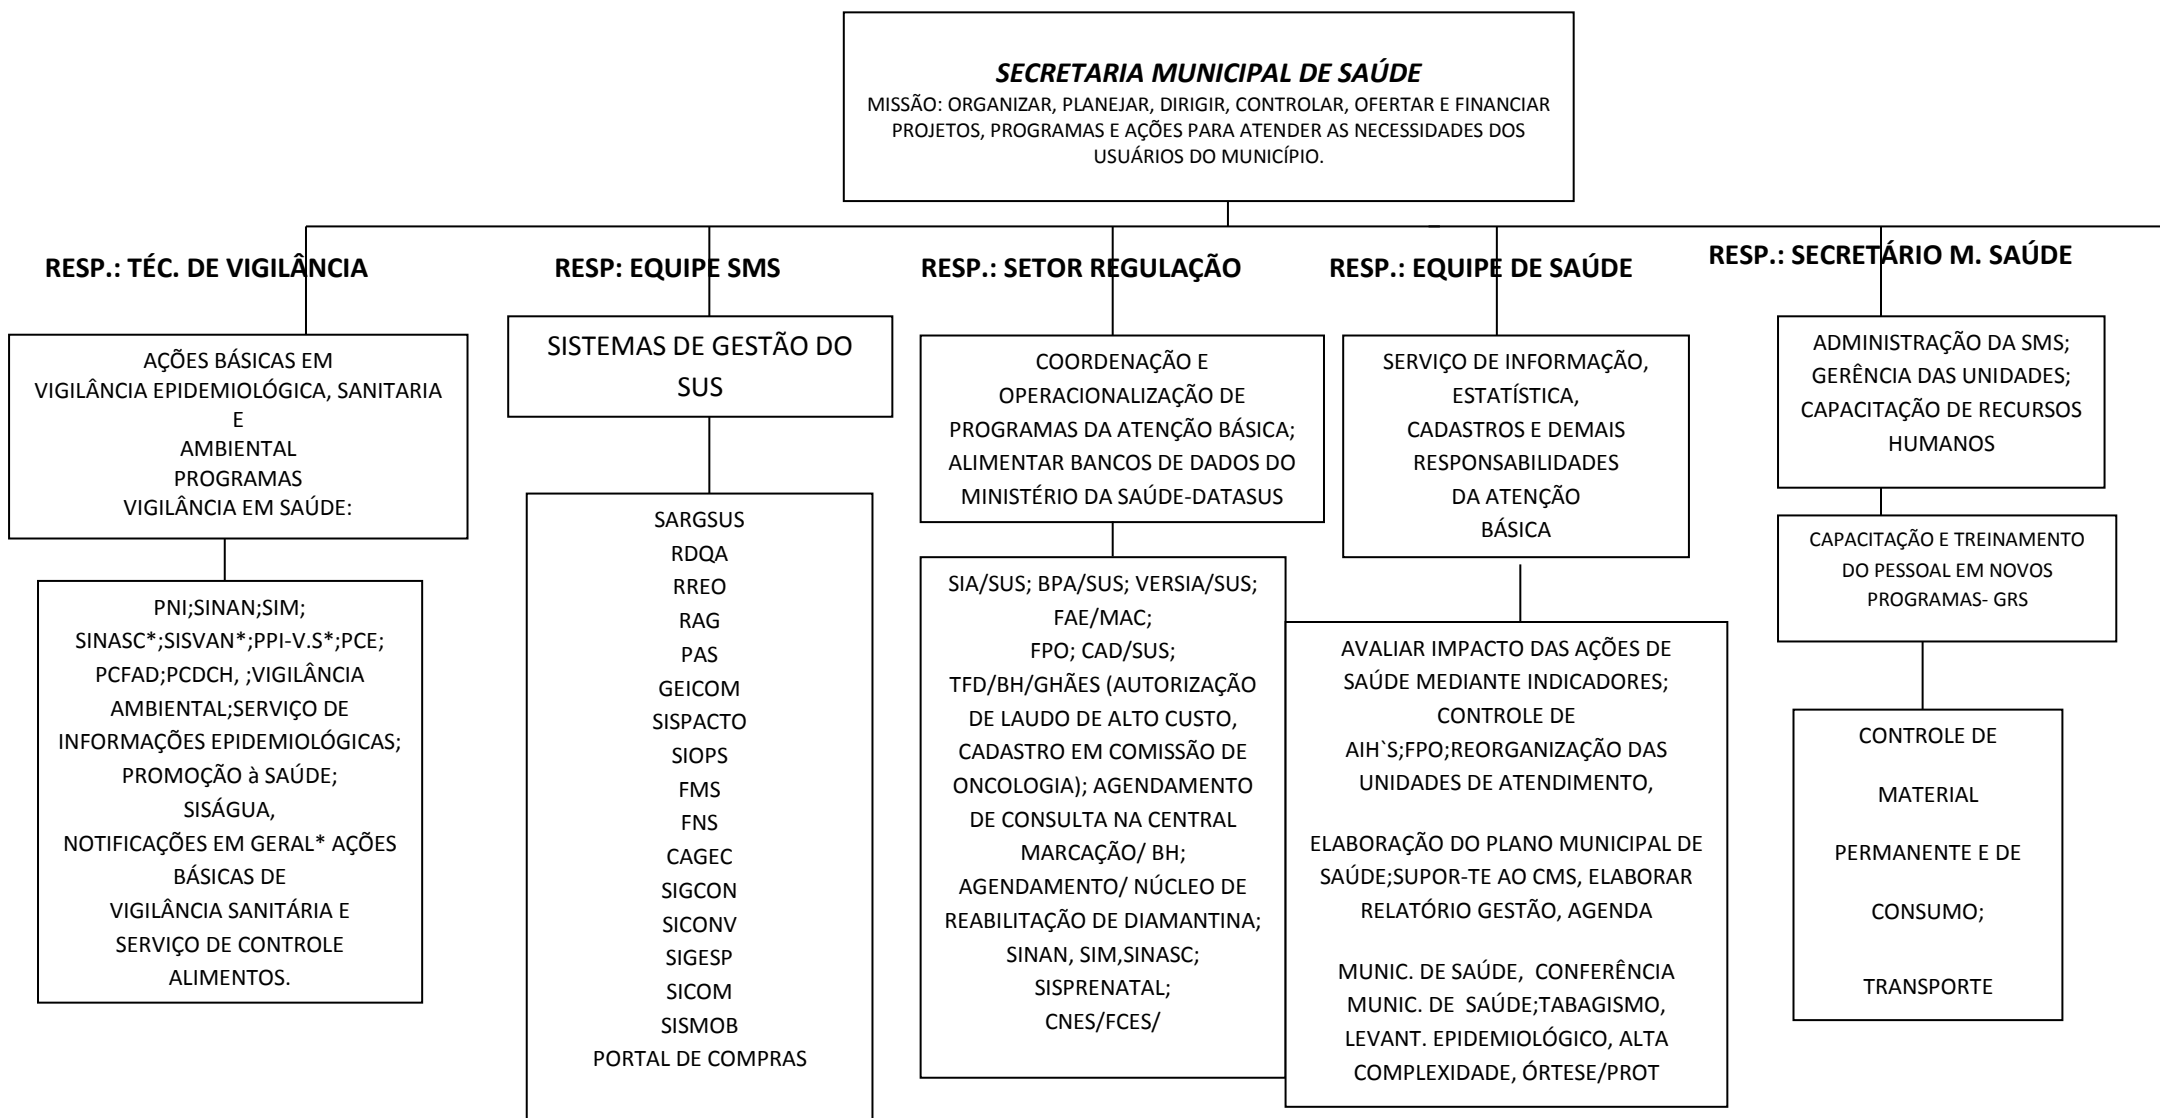 SECRETARIA MUNICIPAL DE SAÚDE
MISSÃO: ORGANIZAR, PLANEJAR, DIRIGIR, CONTROLAR, OFERTAR E FINANCIAR
PROJETOS, PROGRAMAS E AÇÕES PARA ATENDER AS NECESSIDADES DOS
USUÁRIOS DO MUNICÍPIO.
RESP.: TÉC. DE VIGILÂNCIA
AÇÕES BÁSICAS EM
VIGILÂNCIA EPIDEMIOLÓGICA, SANITARIA
E
AMBIENTAL
PROGRAMAS
VIGILÂNCIA EM SAÚDE:
PNI;SINAN;SIM;
SINASC*;SISVAN*;PPI-V.S*;PCE;
PCFAD;PCDCH, ;VIGILÂNCIA
AMBIENTAL;SERVIÇO DE
INFORMAÇÕES EPIDEMIOLÓGICAS;
PROMOÇÃO à SAÚDE;
SISÁGUA,
NOTIFICAÇÕES EM GERAL* AÇÕES
BÁSICAS DE
VIGILÂNCIA SANITÁRIA E
SERVIÇO DE CONTROLE
ALIMENTOS.
RESP: EQUIPE SMS
SISTEMAS DE GESTÃO DO
SUS
SARGSUS
RDQA
RREO
RAG
PAS
GEICOM
SISPACTO
SIOPS
FMS
FNS
CAGEC
SIGCON
SICONV
SIGESP
SICOM
SISMOB
PORTAL DE COMPRAS
RESP.: SETOR REGULAÇÃO
COORDENAÇÃO E
OPERACIONALIZAÇÃO DE
PROGRAMAS DA ATENÇÃO BÁSICA;
ALIMENTAR BANCOS DE DADOS DO
MINISTÉRIO DA SAÚDE-DATASUS
SIA/SUS; BPA/SUS; VERSIA/SUS;
FAE/MAC;
FPO; CAD/SUS;
TFD/BH/GHÃES (AUTORIZAÇÃO
DE LAUDO DE ALTO CUSTO,
CADASTRO EM COMISSÃO DE
ONCOLOGIA); AGENDAMENTO
DE CONSULTA NA CENTRAL
MARCAÇÃO/ BH;
AGENDAMENTO/ NÚCLEO DE
REABILITAÇÃO DE DIAMANTINA;
SINAN, SIM,SINASC;
SISPRENATAL;
CNES/FCES/
RESP.: EQUIPE DE SAÚDE
SERVIÇO DE INFORMAÇÃO,
ESTATÍSTICA,
CADASTROS E DEMAIS
RESPONSABILIDADES
DA ATENÇÃO
BÁSICA
AVALIAR IMPACTO DAS AÇÕES DE
SAÚDE MEDIANTE INDICADORES;
CONTROLE DE
AIH`S;FPO;REORGANIZAÇÃO DAS
UNIDADES DE ATENDIMENTO,
ELABORAÇÃO DO PLANO MUNICIPAL DE
SAÚDE;SUPOR-TE AO CMS, ELABORAR
RELATÓRIO GESTÃO, AGENDA
MUNIC. DE SAÚDE, CONFERÊNCIA
MUNIC. DE SAÚDE;TABAGISMO,
LEVANT. EPIDEMIOLÓGICO, ALTA
COMPLEXIDADE, ÓRTESE/PROT
RESP.: SECRETÁRIO M. SAÚDE
ADMINISTRAÇÃO DA SMS;
GERÊNCIA DAS UNIDADES;
CAPACITAÇÃO DE RECURSOS
HUMANOS
CAPACITAÇÃO E TREINAMENTO
DO PESSOAL EM NOVOS
PROGRAMAS- GRS
CONTROLE DE
MATERIAL
PERMANENTE E DE
CONSUMO;
TRANSPORTE